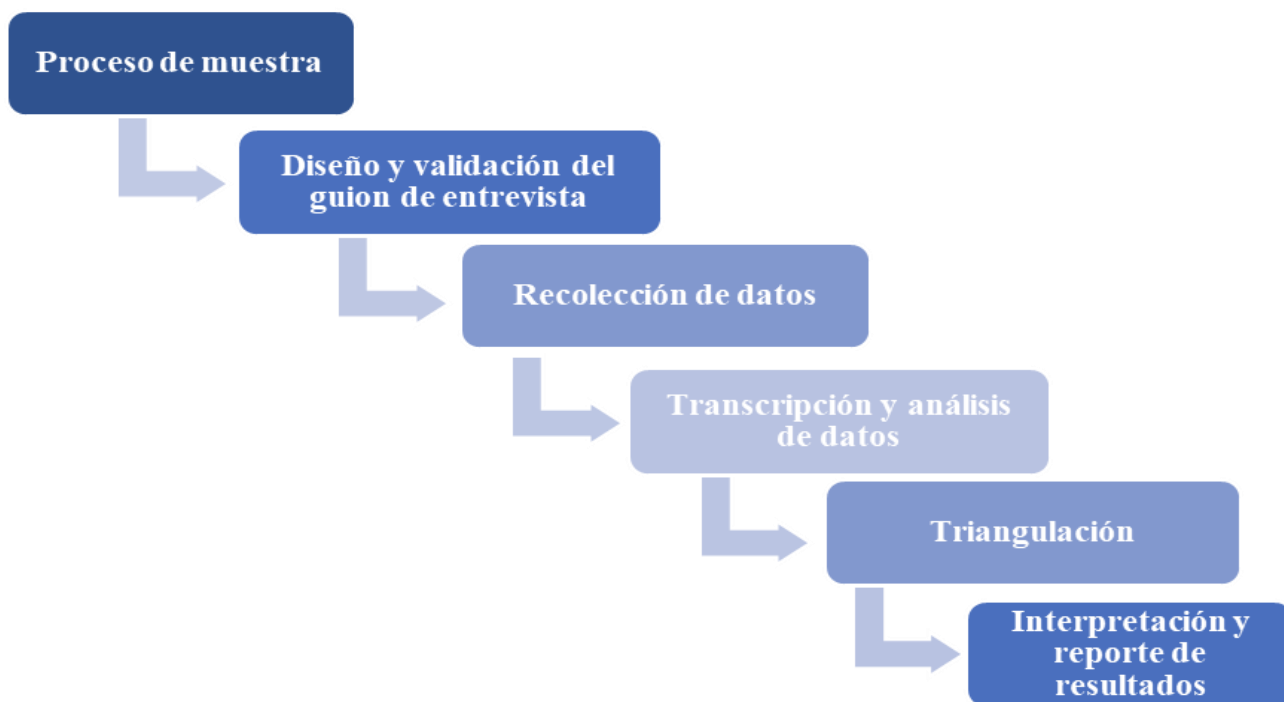 Proceso de muestra
Diseño y validación del
guion de entrevista
Recolección de datos
Transcripción y análisis
de datos
Triangulación
Interpretación y
reporte de
resultados